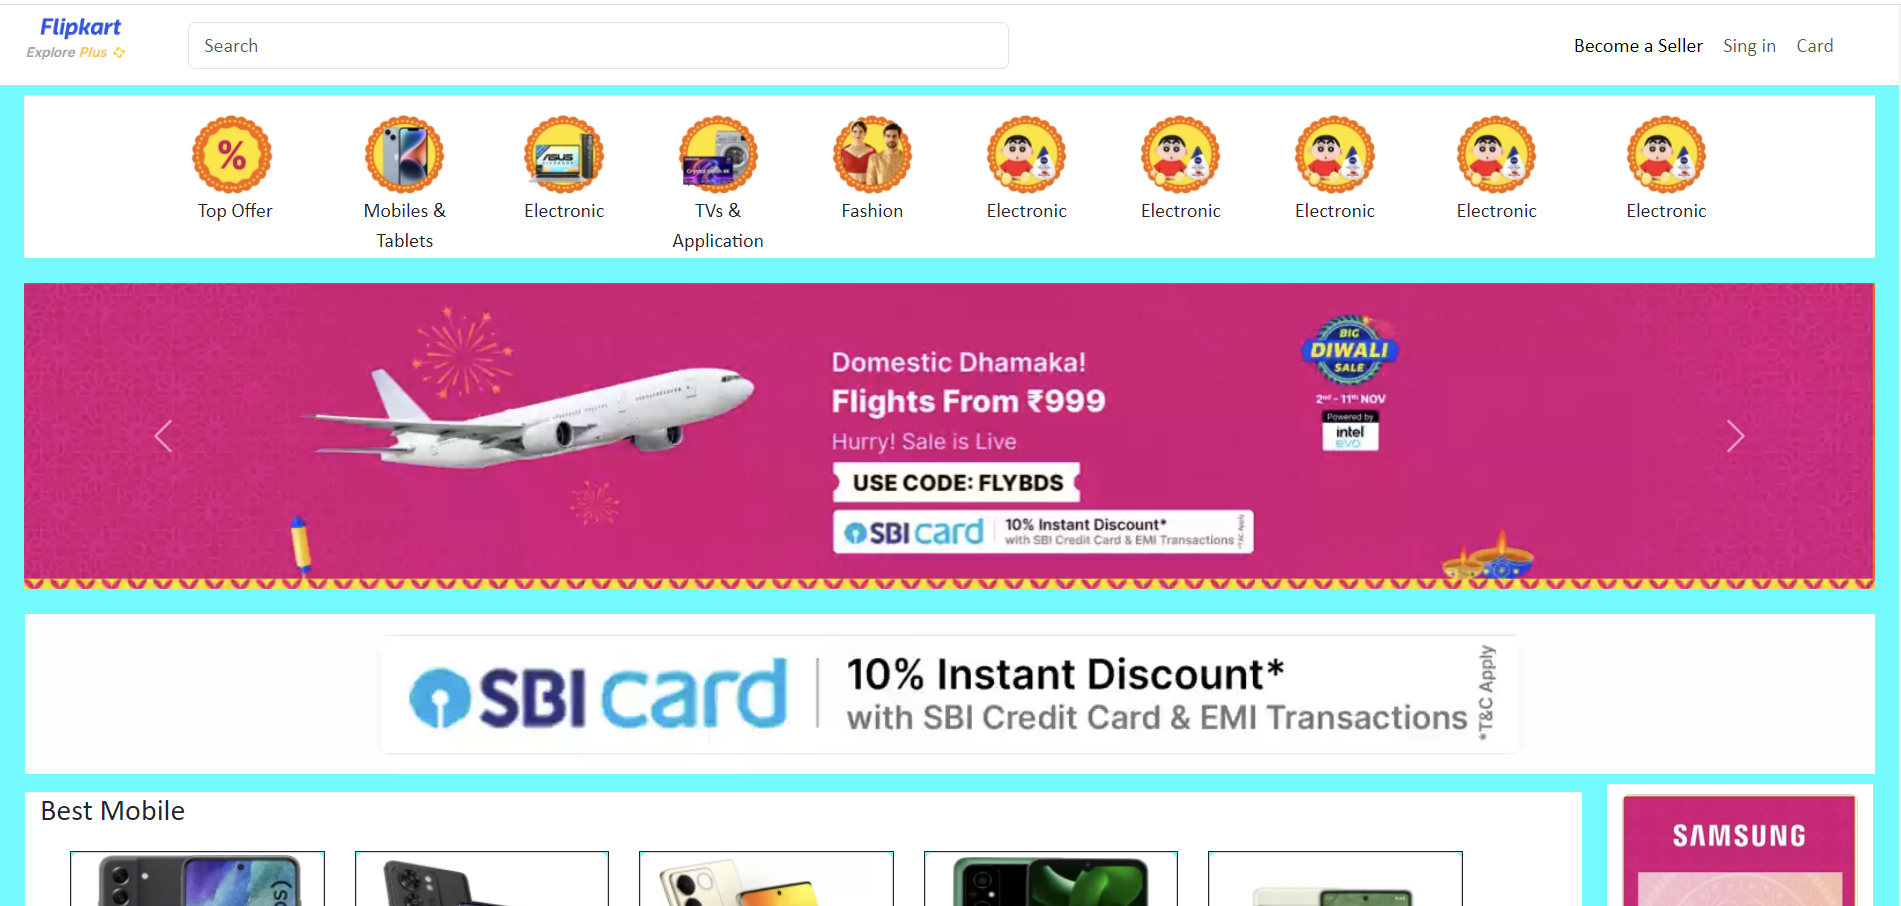 Flipkart
Explore Plus
Search
Become a Seller
Sing in
Card
%
ASUS
Top Offer
Mobiles &
Tablets
Electronic
TVs &
Application
Fashion
Electronic
Electronic
Electronic
Electronic
Electronic
Domestic Dhamaka!
Flights From ₹999
Hurry! Sale is Live
USE CODE: FLYBDS
SBI card
10% Instant Discount*
with SBI Credit Card & EMI Transactions
*T&C Apply
BIG
DIWALI
SALE
2nd - 11th NOV
Powered by
intel
evo
SBI card
10% Instant Discount*
with SBI Credit Card & EMI Transactions
*T&C Apply
Best Mobile
SAMSUNG